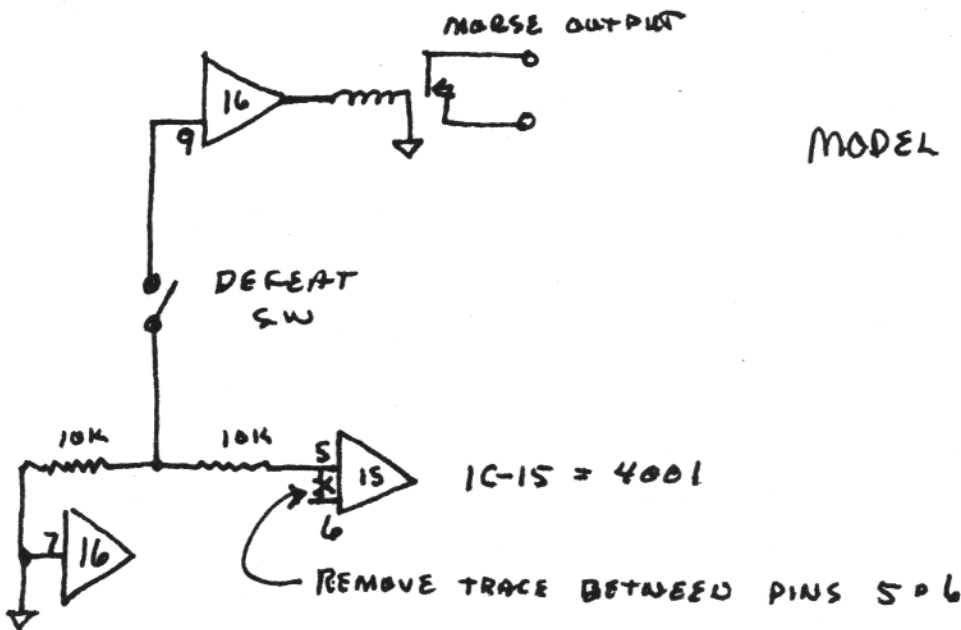 MORSE OUTPUT
16
9
MODEL
DEFEAT
SW
10K
10K
5
15
IC-15 = 4001
6
7
16
REMOVE TRACE BETWEEN PINS 5 & 6